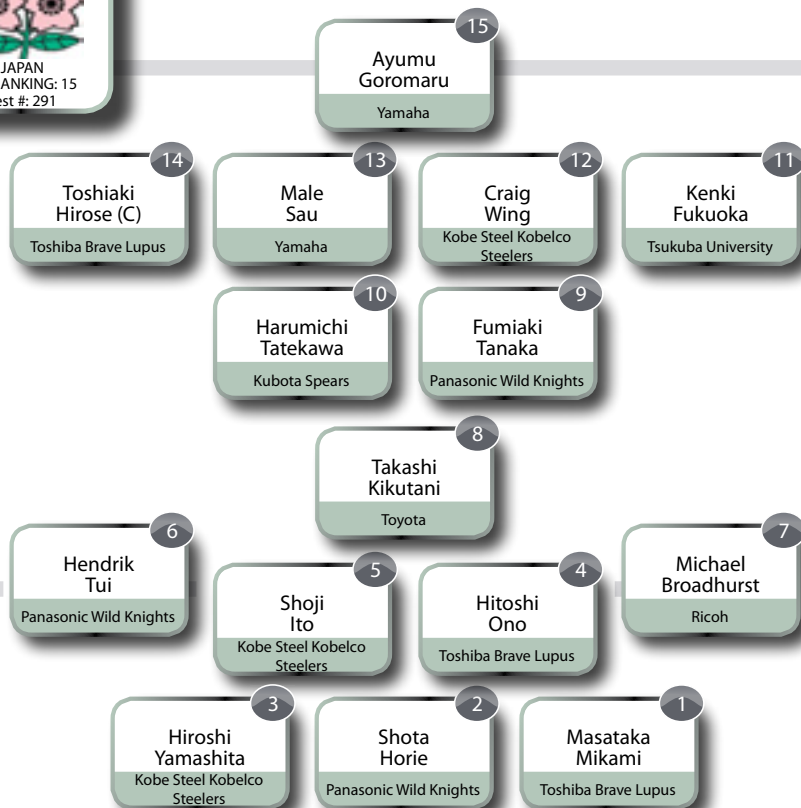 JAPAN
ANKING: 15
est #: 291
15
Ayumu
Goromaru
Yamaha
14
Toshiaki
Hirose (C)
Toshiba Brave Lupus
13
Male
Sau
Yamaha
12
Craig
Wing
Kobe Steel Kobelco
Steelers
11
Kenki
Fukuoka
Tsukuba University
10
Harumichi
Tatekawa
Kubota Spears
9
Fumiaki
Tanaka
Panasonic Wild Knights
8
Takashi
Kikutani
Toyota
6
Hendrik
Tui
Panasonic Wild Knights
5
Shoji
Ito
Kobe Steel Kobelco
Steelers
4
Hitoshi
Ono
Toshiba Brave Lupus
7
Michael
Broadhurst
Ricoh
3
Hiroshi
Yamashita
Kobe Steel Kobelco
Steelers
2
Shota
Horie
Panasonic Wild Knights
1
Masataka
Mikami
Toshiba Brave Lupus